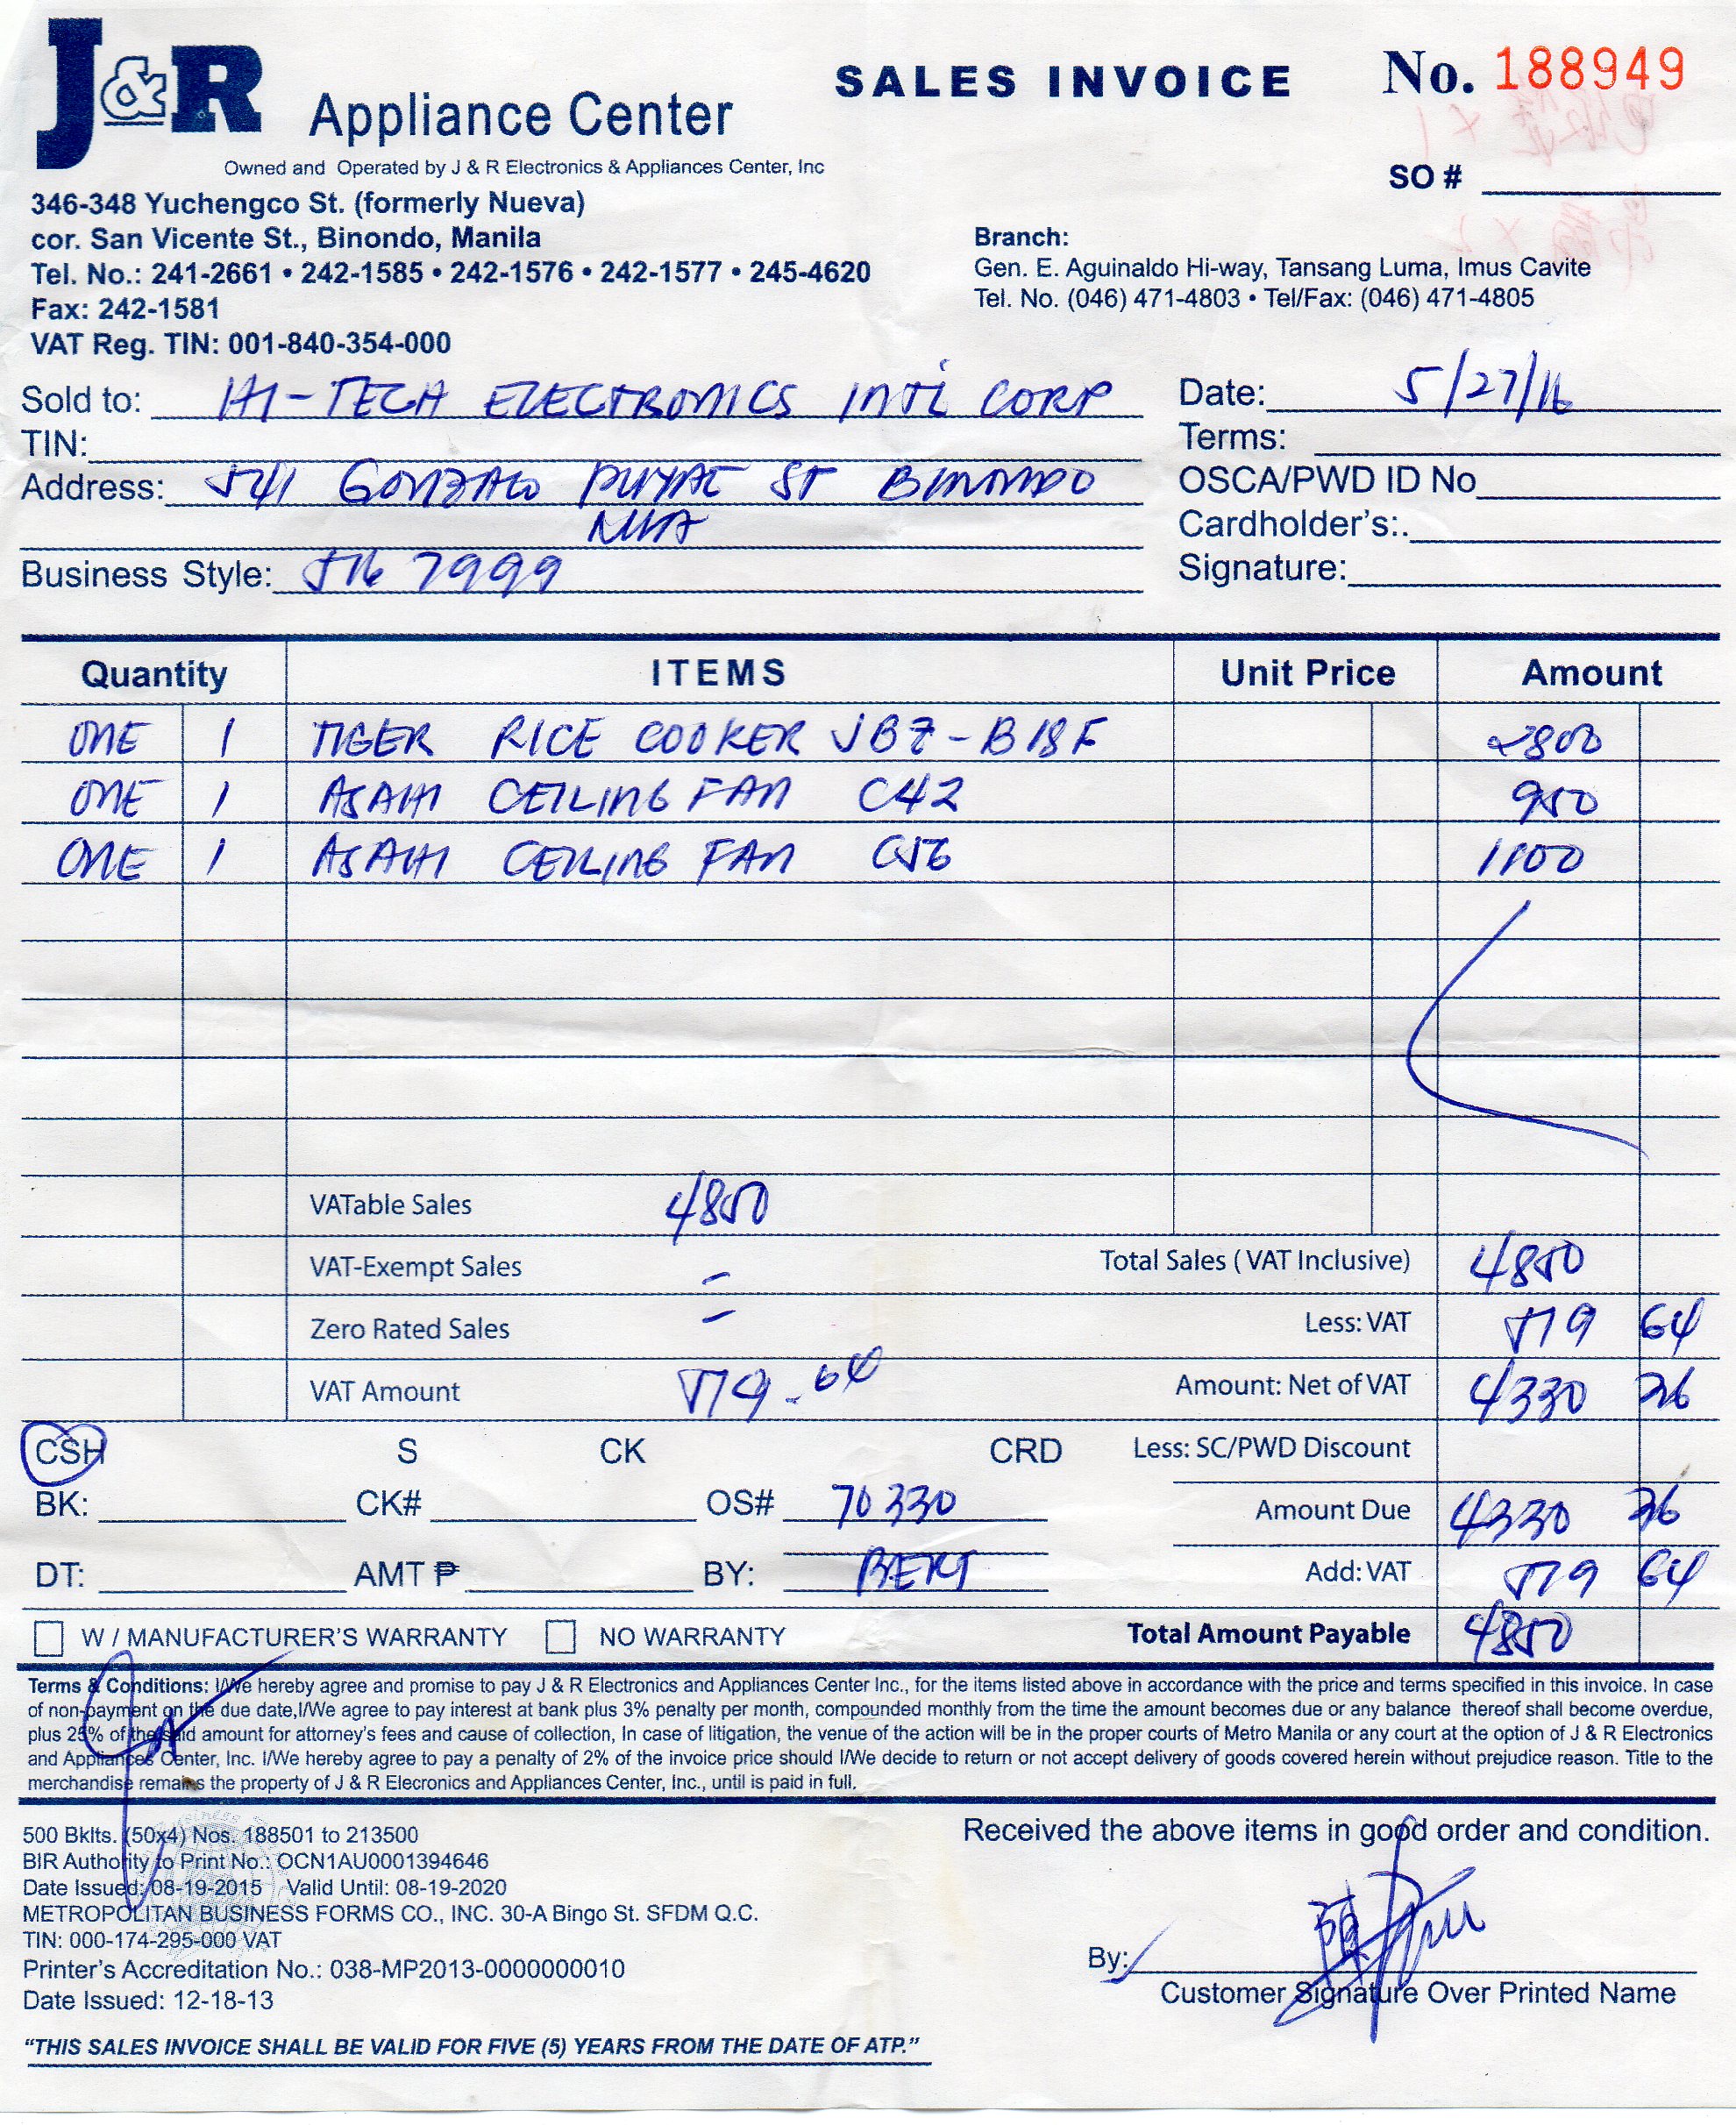 J&R Appliance Center
SALES INVOICE
No. 188949
Owned and Operated by J & R Electronics & Appliances Center, Inc
SO #
346-348 Yuchengco St. (formerly Nueva)
cor. San Vicente St., Binondo, Manila
Tel. No.: 241-2661 • 242-1585 • 242-1576 • 242-1577 • 245-4620
Fax: 242-1581
VAT Reg. TIN: 001-840-354-000
Branch:
Gen. E. Aguinaldo Hi-way, Tansang Luma, Imus Cavite
Tel. No. (046) 471-4803 • Tel/Fax: (046) 471-4805
Sold to: HI-TECH ELECTRONICS INTL CORP
Date: 5/27/16
TIN:
Terms:
Address: 541 GONZALO PUYAT ST BINONDO
MLA
OSCA/PWD ID No
Cardholder's:.
Business Style: 516 7999
Signature:
Quantity ITEMS Unit Price Amount
ONE 1 TIGER RICE COOKER JBZ-B18F 2800
ONE 1 ASAHI CEILING FAN C42 950
ONE 1 ASAHI CEILING FAN C56 1100
VATable Sales 4850
VAT-Exempt Sales - Total Sales ( VAT Inclusive) 4850
Zero Rated Sales - Less: VAT 519 64
VAT Amount 519.64 Amount: Net of VAT 4330 36
CSH S CK CRD Less: SC/PWD Discount
BK: CK# OS# 70330 Amount Due 4330 36
DT: AMT ₱ BY: BERT Add: VAT 519 64
W / MANUFACTURER'S WARRANTY NO WARRANTY Total Amount Payable 4850
Terms & Conditions: I/We hereby agree and promise to pay J & R Electronics and Appliances Center Inc., for the items listed above in accordance with the price and terms specified in this invoice. In case
of non-payment on the due date,I/We agree to pay interest at bank plus 3% penalty per month, compounded monthly from the time the amount becomes due or any balance thereof shall become overdue,
plus 25% of the said amount for attorney's fees and cause of collection, In case of litigation, the venue of the action will be in the proper courts of Metro Manila or any court at the option of J & R Electronics
and Appliances Center, Inc. I/We hereby agree to pay a penalty of 2% of the invoice price should I/We decide to return or not accept delivery of goods covered herein without prejudice reason. Title to the
merchandise remains the property of J & R Elecronics and Appliances Center, Inc., until is paid in full.
500 Bklts. (50x4) Nos. 188501 to 213500
BIR Authority to Print No.: OCN1AU0001394646
Date Issued: 08-19-2015 Valid Until: 08-19-2020
METROPOLITAN BUSINESS FORMS CO., INC. 30-A Bingo St. SFDM Q.C.
TIN: 000-174-295-000 VAT
Printer's Accreditation No.: 038-MP2013-0000000010
Date Issued: 12-18-13
"THIS SALES INVOICE SHALL BE VALID FOR FIVE (5) YEARS FROM THE DATE OF ATP."
Received the above items in good order and condition.
By:
Customer Signature Over Printed Name